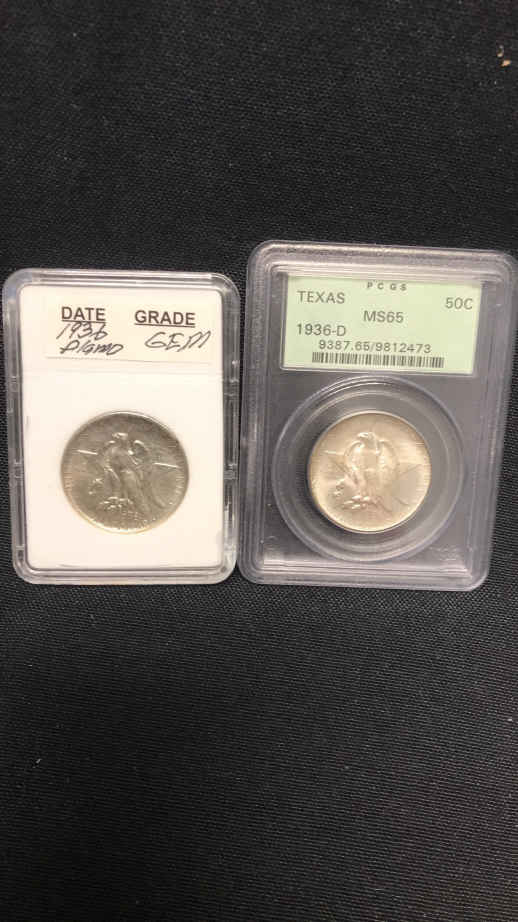 DATE GRADE
1936 GEM
PCGS
TEXAS 50C
MS65
1936-D
9387.65/9812473